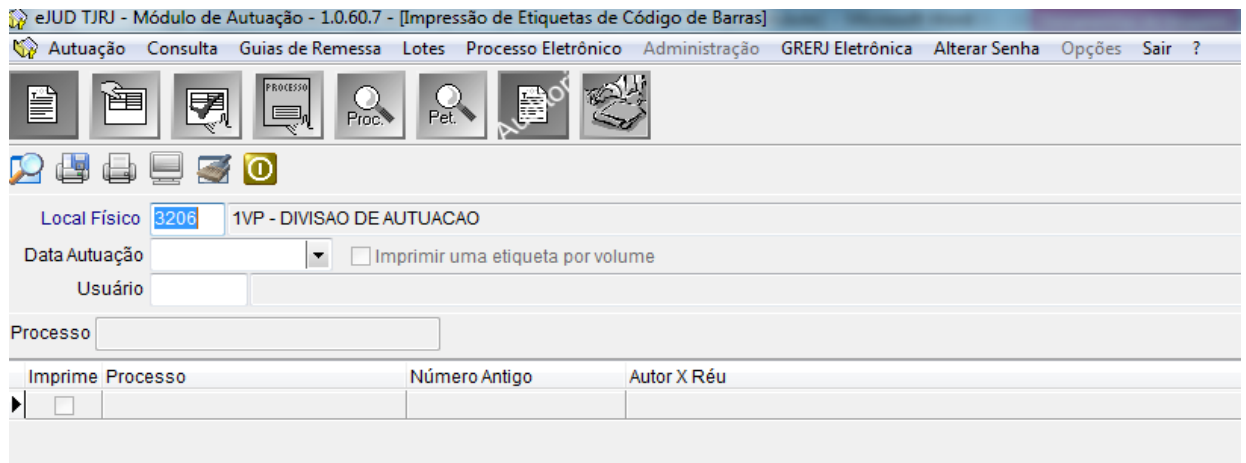 eJUD TJRJ - Módulo de Autuação - 1.0.60.7 - [Impressão de Etiquetas de Código de Barras]
Autuação Consulta Guias de Remessa Lotes Processo Eletrônico Administração GRERJ Eletrônica Alterar Senha Opções Sair ?
PROCESSO
Proc. Pet. Autor
Local Físico 3206 1VP - DIVISAO DE AUTUACAO
Data Autuação Imprimir uma etiqueta por volume
Usuário
Processo
Imprime Processo Número Antigo Autor X Réu